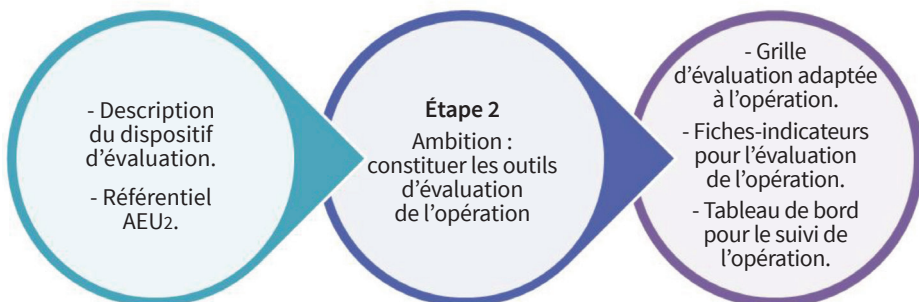 - Description
du dispositif
d’évaluation.
- Référentiel
AEU2.
Étape 2
Ambition :
constituer les outils
d’évaluation
de l’opération
- Grille
d’évaluation adaptée
à l’opération.
- Fiches-indicateurs
pour l’évaluation
de l’opération.
- Tableau de bord
pour le suivi de
l’opération.